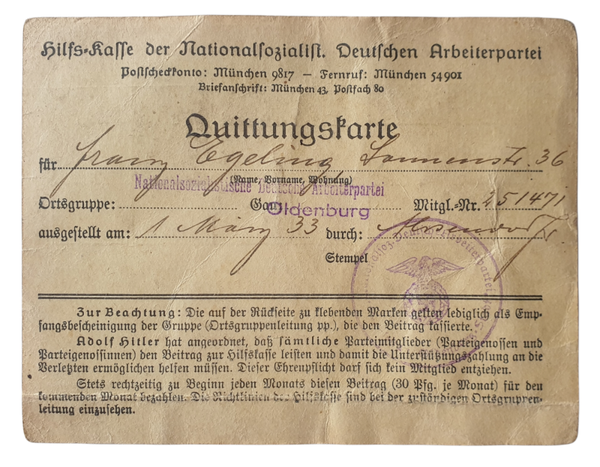 Hilfs-Kasse der Nationalsozialist. Deutschen Arbeiterpartei
Postscheckkonto: München 9817 — Fernruf: München 54901
Briefanschrift: München 43, Postfach 80
Quittungskarte
für Franz Egeling, Sonnenstr. 36
(Name, Vorname, Wohnung)
Nationalsozialistische Deutsche Arbeiterpartei
Ortsgruppe: Gau Oldenburg Mitgl.-Nr. 251471
ausgestellt am: 1 März 33 durch:
Stempel
Zur Beachtung: Die auf der Rückseite zu klebenden Marken gelten lediglich als Emp-
fangsbescheinigung der Gruppe (Ortsgruppenleitung pp.), die den Beitrag kassierte.
Adolf Hitler hat angeordnet, daß sämtliche Parteimitglieder (Parteigenossen und
Parteigenossinnen) den Beitrag zur Hilfskasse leisten und damit die Unterstützungszahlung an die
Verletzten ermöglichen helfen müssen. Dieser Ehrenpflicht darf sich kein Mitglied entziehen.
Stets rechtzeitig zu Beginn jeden Monats diesen Beitrag (30 Pfg. je Monat) für den
kommenden Monat bezahlen. Die Richtlinien der Hilfskasse sind bei der zuständigen Ortsgruppen-
leitung einzusehen.